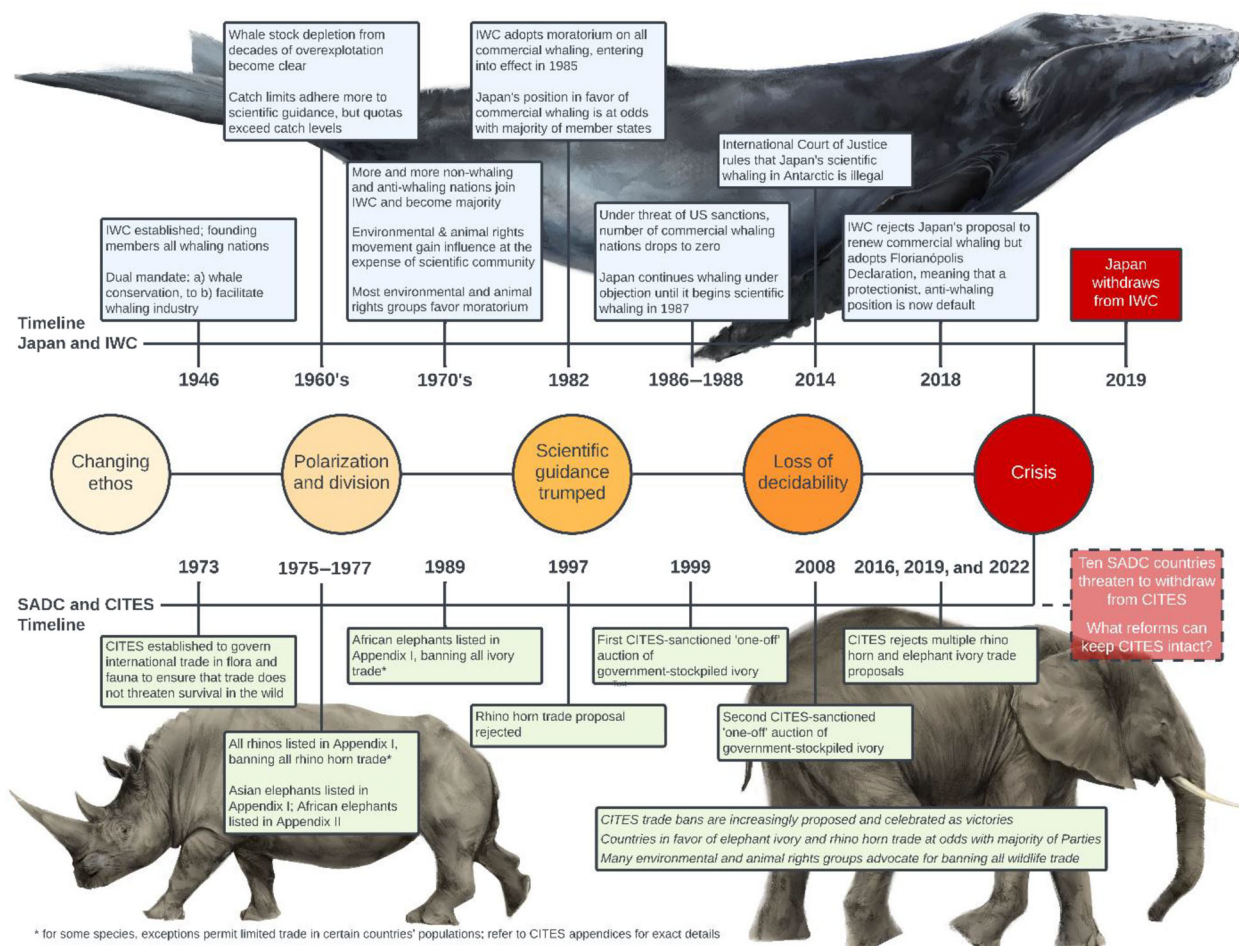 Whale stock depletion from
decades of overexplotation
become clear
Catch limits adhere more to
scientific guidance, but quotas
exceed catch levels
IWC adopts moratorium on all
commercial whaling, entering
into effect in 1985
Japan's position in favor of
commercial whaling is at odds
with majority of member states
IWC established; founding
members all whaling nations
Dual mandate: a) whale
conservation, to b) facilitate
whaling industry
More and more non-whaling
and anti-whaling nations join
IWC and become majority
Environmental & animal rights
movement gain influence at the
expense of scientific community
Most environmental and animal
rights groups favor moratorium
Under threat of US sanctions,
number of commercial whaling
nations drops to zero
Japan continues whaling under
objection until it begins scientific
whaling in 1987
International Court of Justice
rules that Japan's scientific
whaling in Antarctic is illegal
IWC rejects Japan's proposal to
renew commercial whaling but
adopts Florianópolis
Declaration, meaning that a
protectionist, anti-whaling
position is now default
Japan
withdraws
from IWC
Timeline
Japan and IWC
1946
1960's
1970's
1982
1986–1988
2014
2018
2019
Changing
ethos
Polarization
and division
Scientific
guidance
trumped
Loss of
decidability
Crisis
1973
1975–1977
1989
1997
1999
2008
2016, 2019, and 2022
SADC and CITES
Timeline
CITES established to govern
international trade in flora and
fauna to ensure that trade does
not threaten survival in the wild
All rhinos listed in Appendix I,
banning all rhino horn trade*
Asian elephants listed in
Appendix I; African elephants
listed in Appendix II
African elephants listed in
Appendix I, banning all ivory
trade*
Rhino horn trade proposal
rejected
First CITES-sanctioned 'one-off'
auction of
government-stockpiled ivory
Text
Second CITES-sanctioned
'one-off' auction of
government-stockpiled ivory
CITES rejects multiple rhino
horn and elephant ivory trade
proposals
Ten SADC countries
threaten to withdraw
from CITES
What reforms can
keep CITES intact?
CITES trade bans are increasingly proposed and celebrated as victories
Countries in favor of elephant ivory and rhino horn trade at odds with majority of Parties
Many environmental and animal rights groups advocate for banning all wildlife trade
* for some species, exceptions permit limited trade in certain countries' populations; refer to CITES appendices for exact details